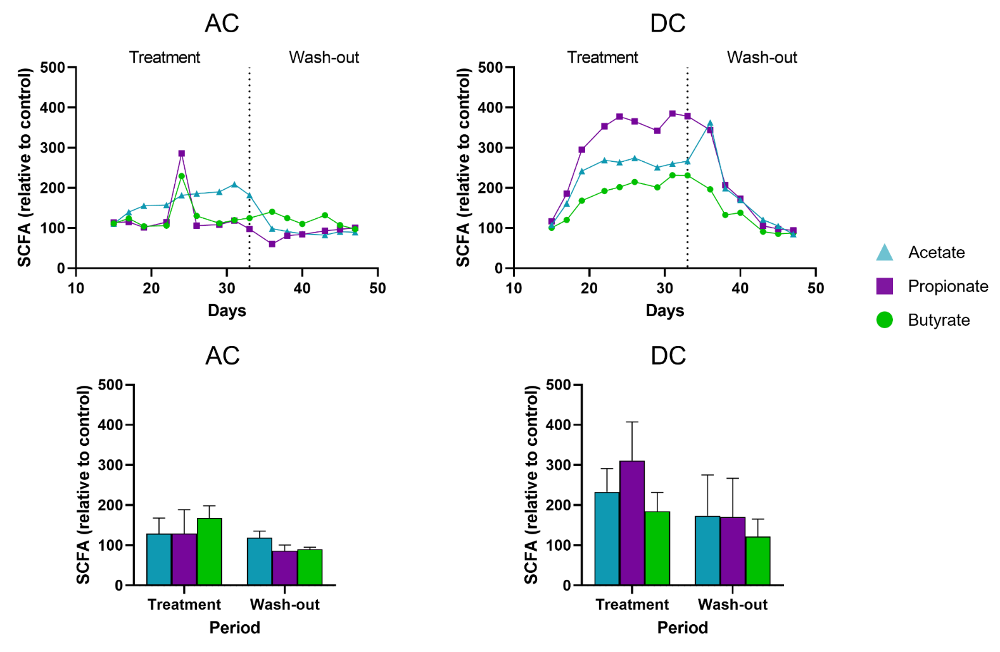 AC
Treatment Wash-out
SCFA (relative to control)
500
400
300
200
100
0
10 20 30 40 50
Days
DC
Treatment Wash-out
SCFA (relative to control)
500
400
300
200
100
0
10 20 30 40 50
Days
Acetate
Propionate
Butyrate
AC
SCFA (relative to control)
500
400
300
200
100
0
Treatment Wash-out
Period
DC
SCFA (relative to control)
500
400
300
200
100
0
Treatment Wash-out
Period